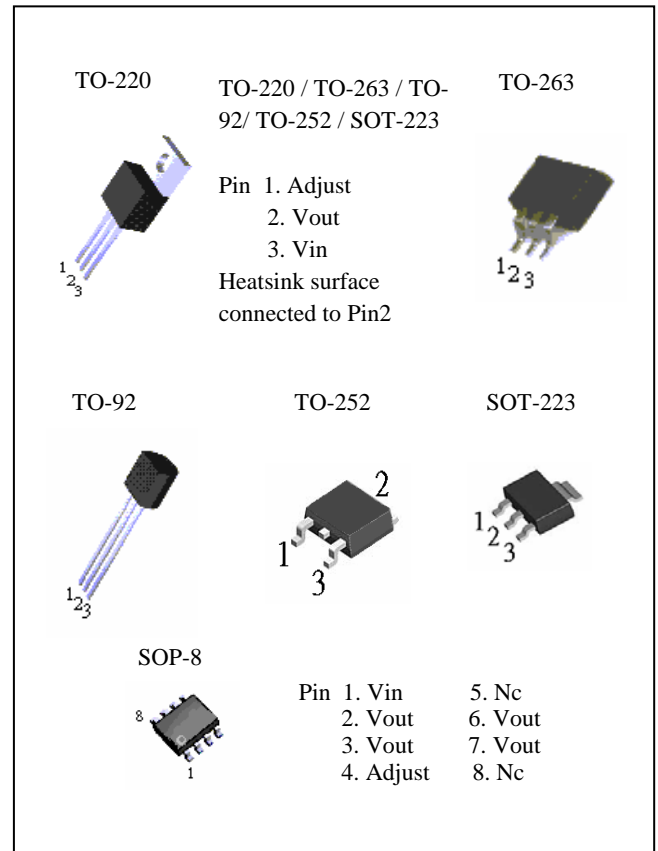 TO-220
TO-220 / TO-263 / TO-
92/ TO-252 / SOT-223
TO-263
Pin 1. Adjust
2. Vout
3. Vin
Heatsink surface
connected to Pin2
1
2
3
1
2
3
TO-92
TO-252
SOT-223
1
2
3
1
2
3
1
2
3
SOP-8
8
1
Pin 1. Vin 5. Nc
2. Vout 6. Vout
3. Vout 7. Vout
4. Adjust 8. Nc